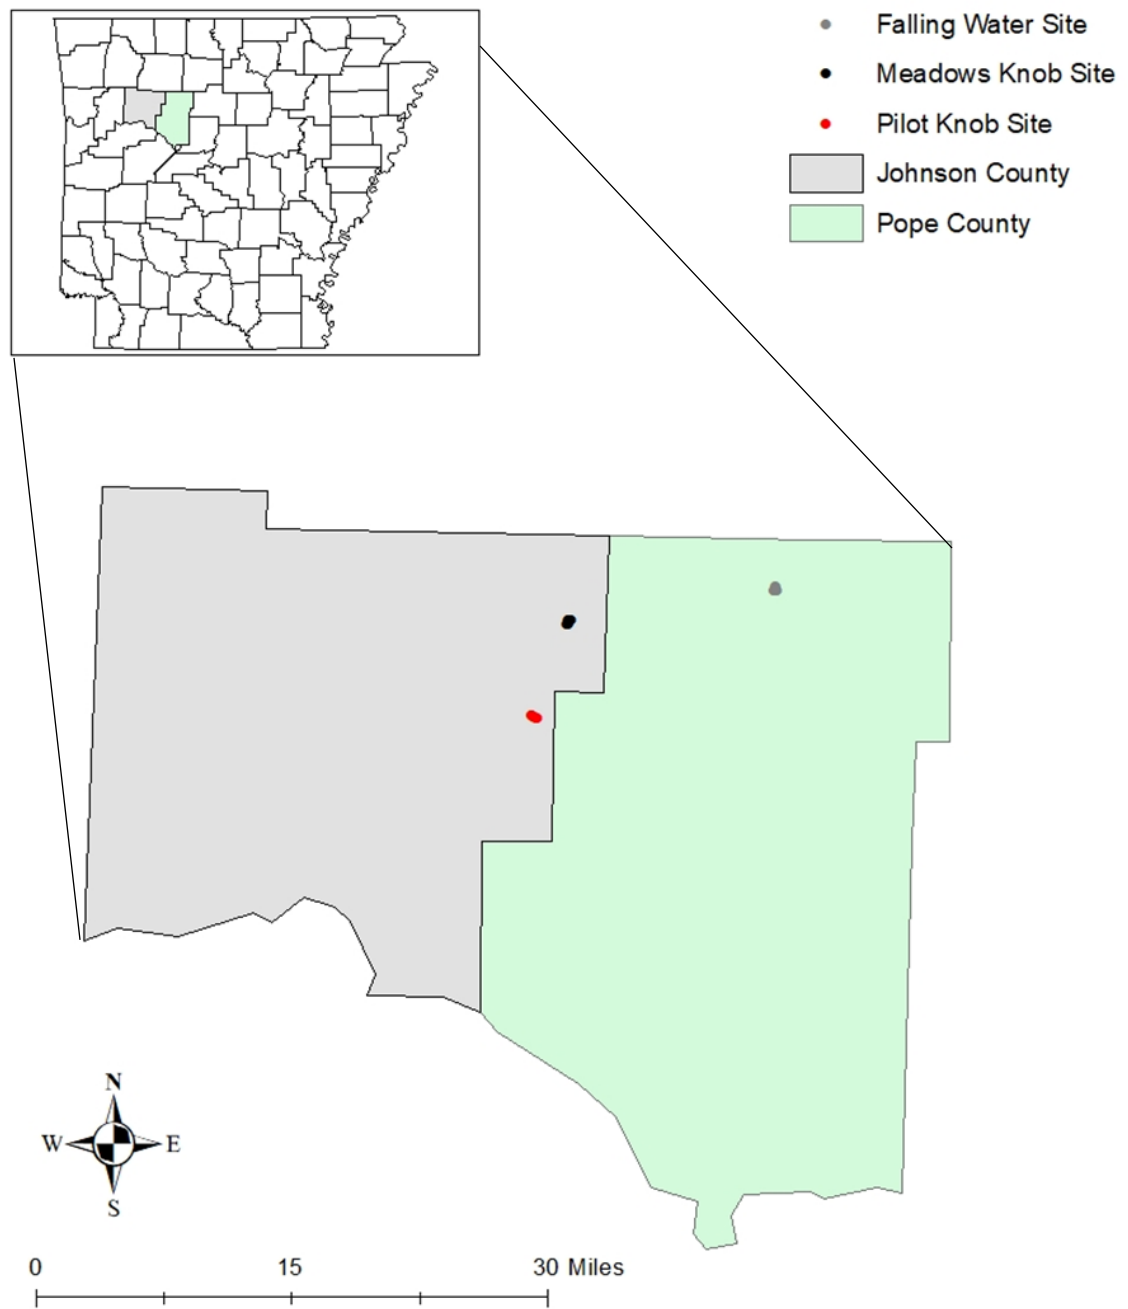 Falling Water Site
Meadows Knob Site
Pilot Knob Site
Johnson County
Pope County
N
W E
S
0 15 30 Miles